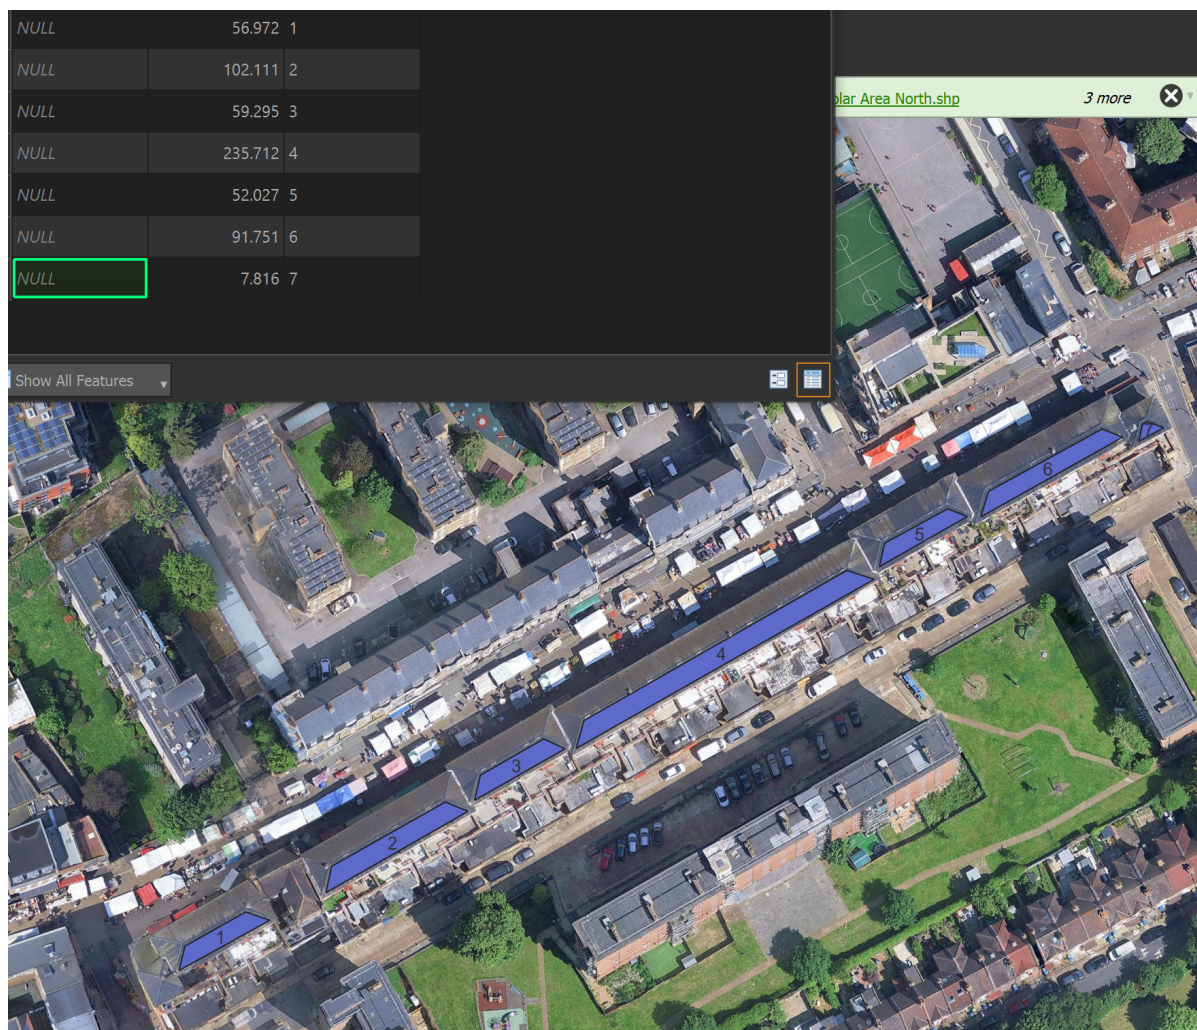 NULL 56.972 1
NULL 102.111 2
NULL 59.295 3
NULL 235.712 4
NULL 52.027 5
NULL 91.751 6
NULL 7.816 7
olar Area North.shp 3 more
Show All Features
6
5
4
3
2
1